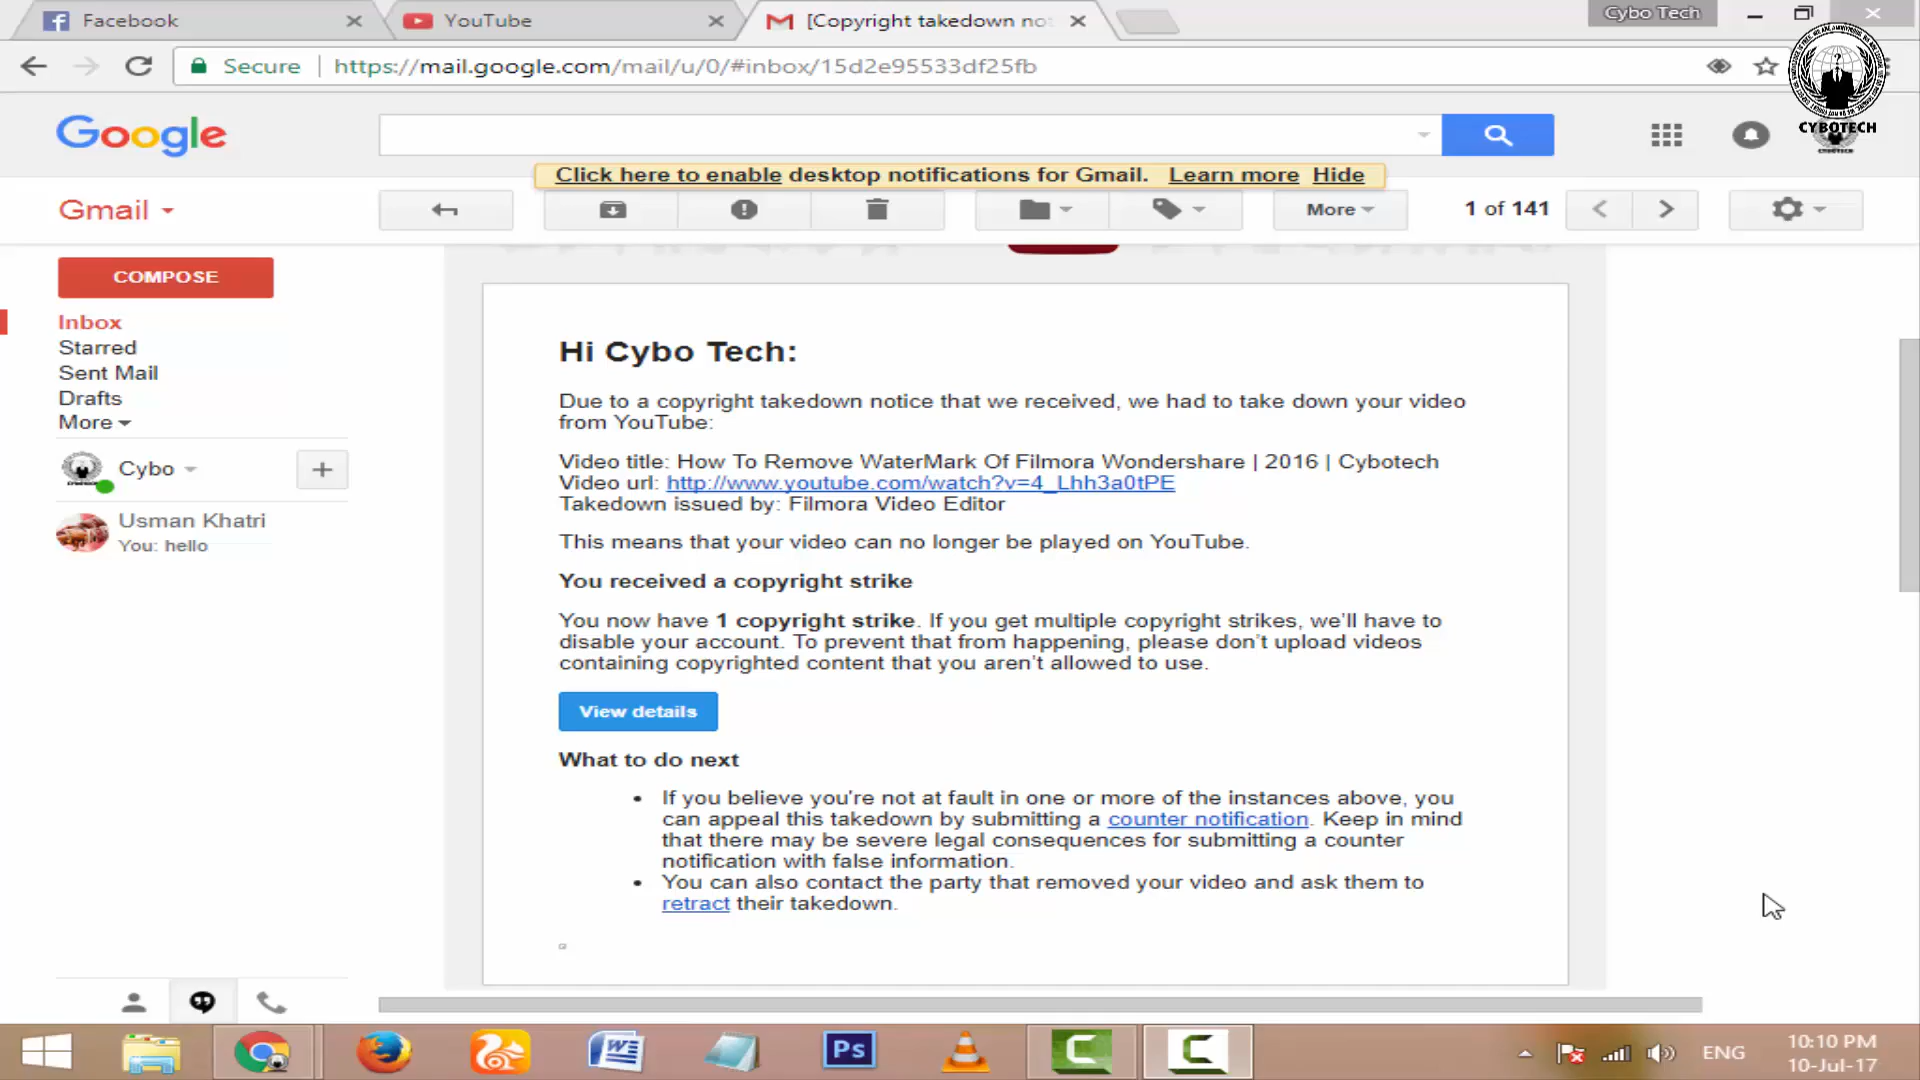 Facebook
YouTube
[Copyright takedown no
Cybo Tech
Secure
https://mail.google.com/mail/u/0/#inbox/15d2e95533df25fb
CYBOTECH
Google
Click here to enable desktop notifications for Gmail. Learn more Hide
Gmail
More
1 of 141
COMPOSE
Inbox
Starred
Sent Mail
Drafts
More
Cybo
Usman Khatri
You: hello
Hi Cybo Tech:
Due to a copyright takedown notice that we received, we had to take down your video
from YouTube:
Video title: How To Remove WaterMark Of Filmora Wondershare | 2016 | Cybotech
Video url: http://www.youtube.com/watch?v=4_Lhh3a0tPE
Takedown issued by: Filmora Video Editor
This means that your video can no longer be played on YouTube.
You received a copyright strike
You now have 1 copyright strike. If you get multiple copyright strikes, we'll have to
disable your account. To prevent that from happening, please don't upload videos
containing copyrighted content that you aren't allowed to use.
View details
What to do next
• If you believe you're not at fault in one or more of the instances above, you
can appeal this takedown by submitting a counter notification. Keep in mind
that there may be severe legal consequences for submitting a counter
notification with false information.
• You can also contact the party that removed your video and ask them to
retract their takedown.
Ps
ENG
10:10 PM
10-Jul-17